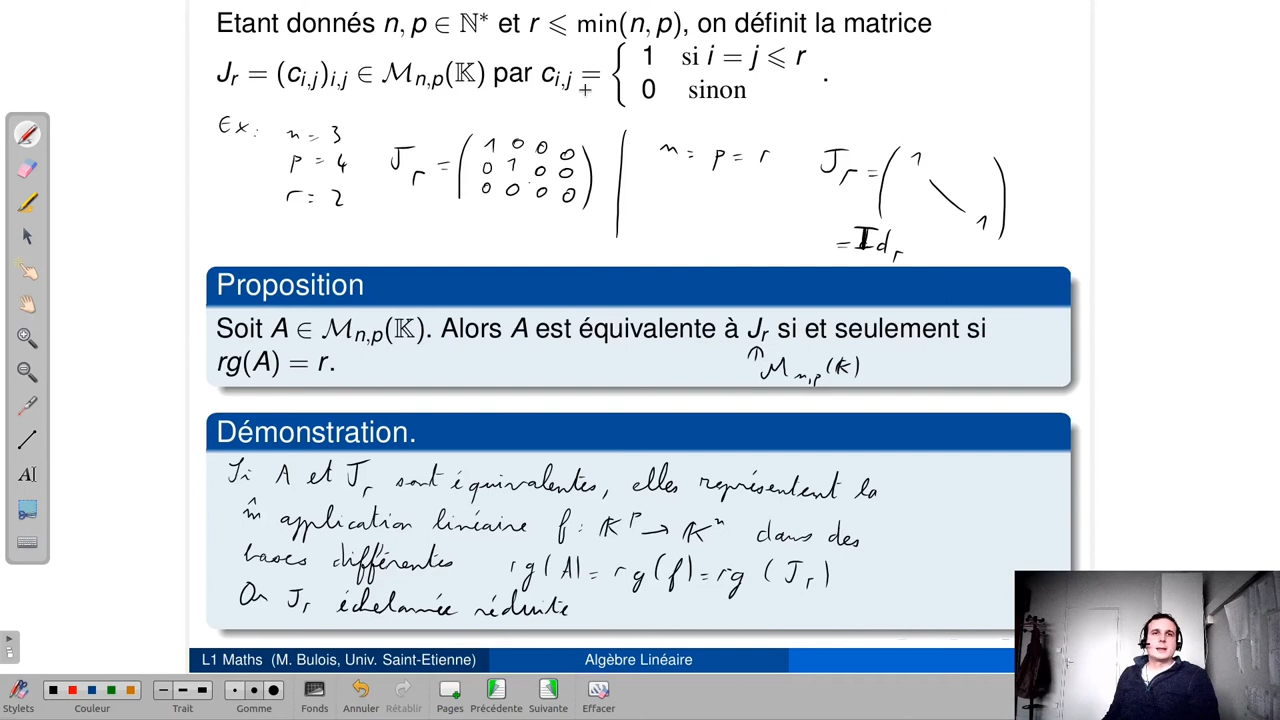 Etant donnés n, p ∈ ℕ* et r ⩽ min(n, p), on définit la matrice
J_r = (c_{i,j})_{i,j} ∈ ℳ_{n,p}(𝕂) par c_{i,j} = { 1 si i = j ⩽ r
0 sinon .
Ex: n = 3
p = 4
r = 2
J_r = ( 1 0 0 0
0 1 0 0
0 0 0 0 )
n = p = r
J_r = ( 1
1 )
= Id_r
Proposition
Soit A ∈ ℳ_{n,p}(𝕂). Alors A est équivalente à J_r si et seulement si
rg(A) = r.
↑ ℳ_{n,p}(𝕂)
Démonstration.
Si A et J_r sont équivalentes, elles représentent la
m̂ application linéaire f : 𝕂^p → 𝕂^n dans des
bases différentes rg(A) = rg(f) = rg(J_r)
Or J_r échelonnée réduite
L1 Maths (M. Bulois, Univ. Saint-Etienne)
Algèbre Linéaire
Stylets
Couleur
Trait
Gomme
Fonds
Annuler
Rétablir
Pages
Précédente
Suivante
Effacer